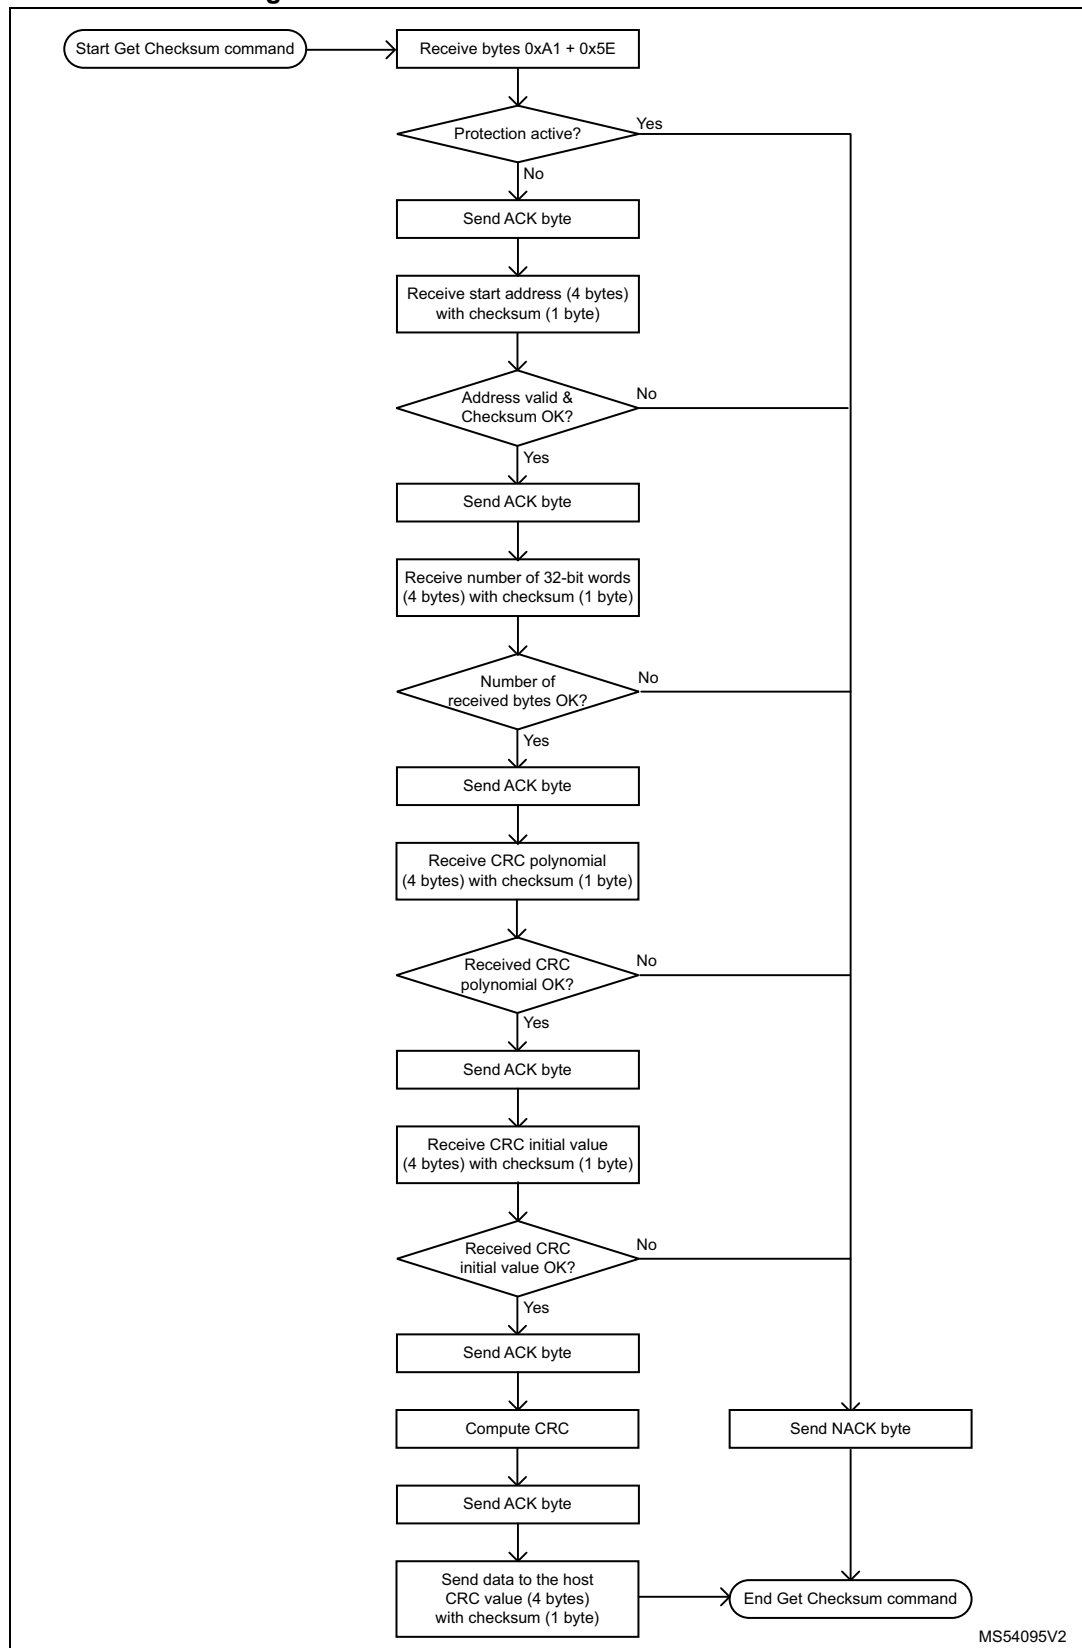 Start Get Checksum command
Receive bytes 0xA1 + 0x5E
Protection active?
Yes
No
Send ACK byte
Receive start address (4 bytes)
with checksum (1 byte)
Address valid &
Checksum OK?
No
Yes
Send ACK byte
Receive number of 32-bit words
(4 bytes) with checksum (1 byte)
Number of
received bytes OK?
No
Yes
Send ACK byte
Receive CRC polynomial
(4 bytes) with checksum (1 byte)
Received CRC
polynomial OK?
No
Yes
Send ACK byte
Receive CRC initial value
(4 bytes) with checksum (1 byte)
Received CRC
initial value OK?
No
Yes
Send ACK byte
Compute CRC
Send NACK byte
Send ACK byte
Send data to the host
CRC value (4 bytes)
with checksum (1 byte)
End Get Checksum command
MS54095V2